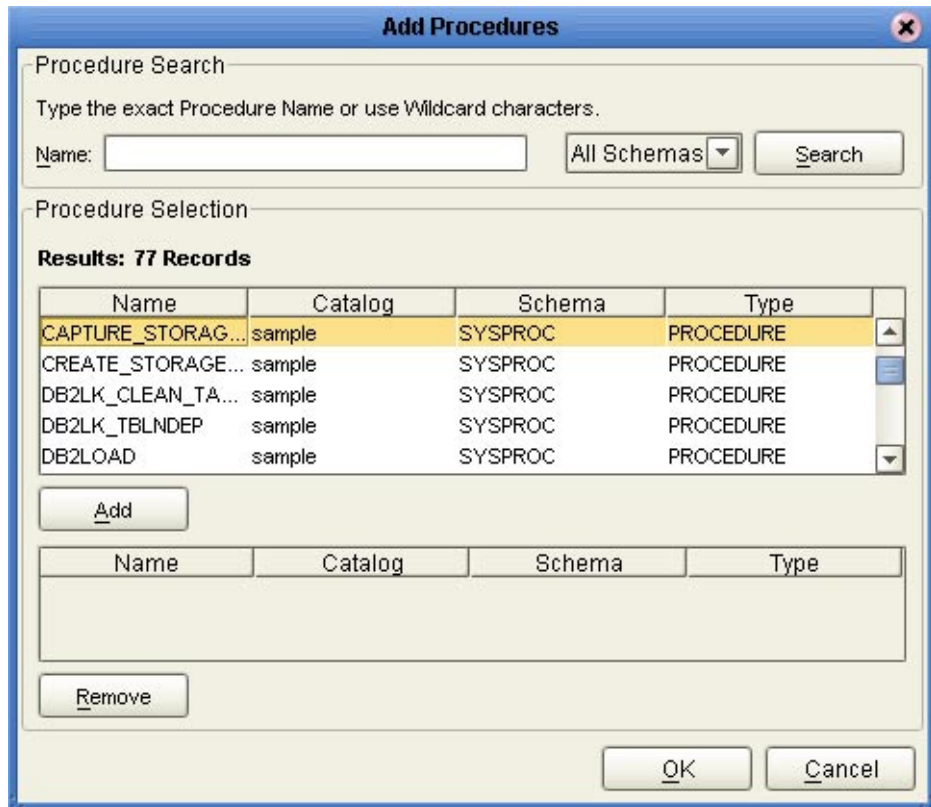 Add Procedures
Procedure Search
Type the exact Procedure Name or use Wildcard characters.
Name: All Schemas Search
Procedure Selection
Results: 77 Records
Name Catalog Schema Type
CAPTURE_STORAG... sample SYSPROC PROCEDURE
CREATE_STORAGE... sample SYSPROC PROCEDURE
DB2LK_CLEAN_TA... sample SYSPROC PROCEDURE
DB2LK_TBLNDEP sample SYSPROC PROCEDURE
DB2LOAD sample SYSPROC PROCEDURE
Add
Name Catalog Schema Type
Remove
OK Cancel